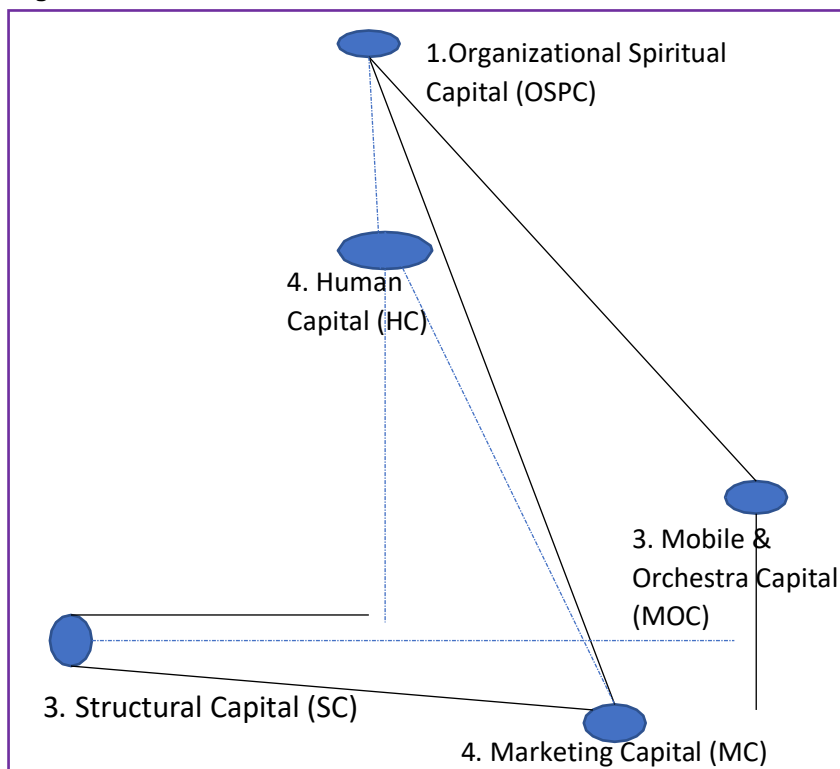 1.Organizational Spiritual
Capital (OSPC)
4. Human
Capital (HC)
3. Mobile &
Orchestra Capital
(MOC)
3. Structural Capital (SC)
4. Marketing Capital (MC)